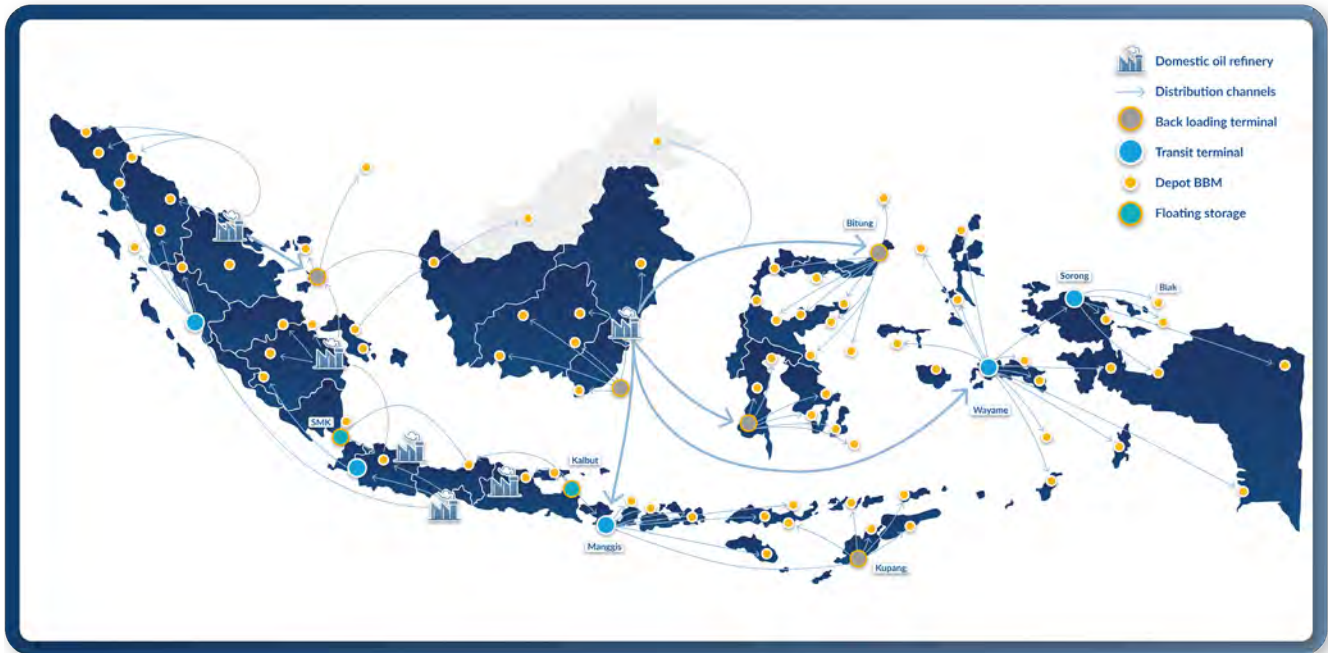 Domestic oil refinery
Distribution channels
Back loading terminal
Transit terminal
Depot BBM
Floating storage
Bitung
Sorong
Biak
Wayame
SMK
Kalbut
Manggis
Kupang